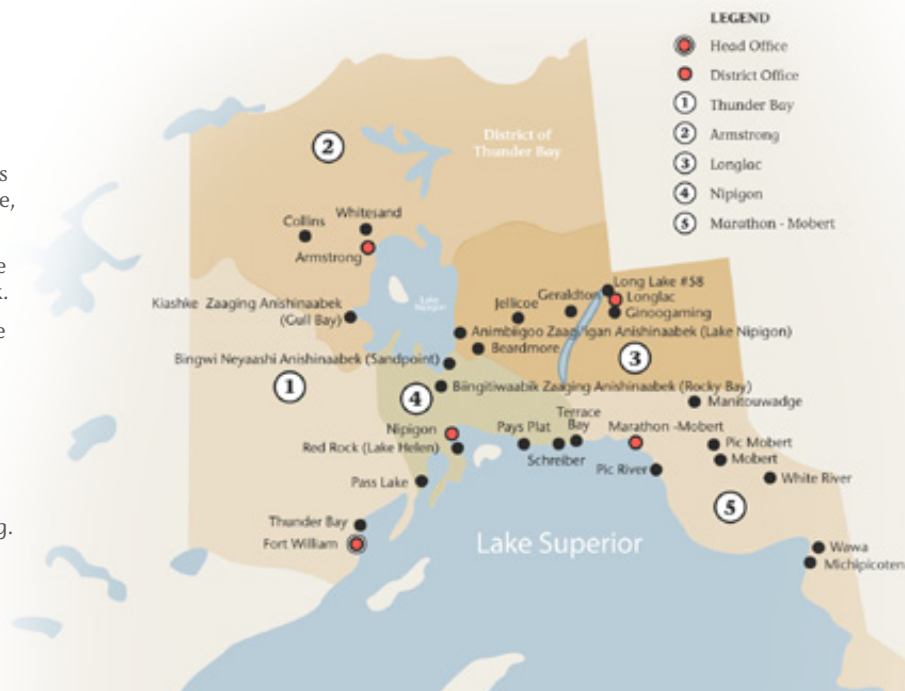 LEGEND
Head Office
District Office
1 Thunder Bay
2 Armstrong
3 Longlac
4 Nipigon
5 Marathon - Mobert
s
e,
e
k.
e
g.
2
District of
Thunder Bay
Whitesand
Collins
Armstrong
Lake
Nipigon
Long Lake #58
Geraldton
Longlac
Jellicoe
Ginoogaming
Kiashke Zaaging Anishinaabek
(Gull Bay)
Animbiigoo Zaagi'igan Anishinaabek (Lake Nipigon)
Beardmore
3
Bingwi Neyaashi Anishinaabek (Sandpoint)
1
4
Biingitiwaabik Zaaging Anishinaabek (Rocky Bay)
Manitouwadge
Terrace
Bay
Nipigon
Pays Plat
Marathon -Mobert
Red Rock (Lake Helen)
Schreiber
Pic Mobert
Mobert
Pic River
White River
Pass Lake
5
Thunder Bay
Fort William
Lake Superior
Wawa
Michipicoten